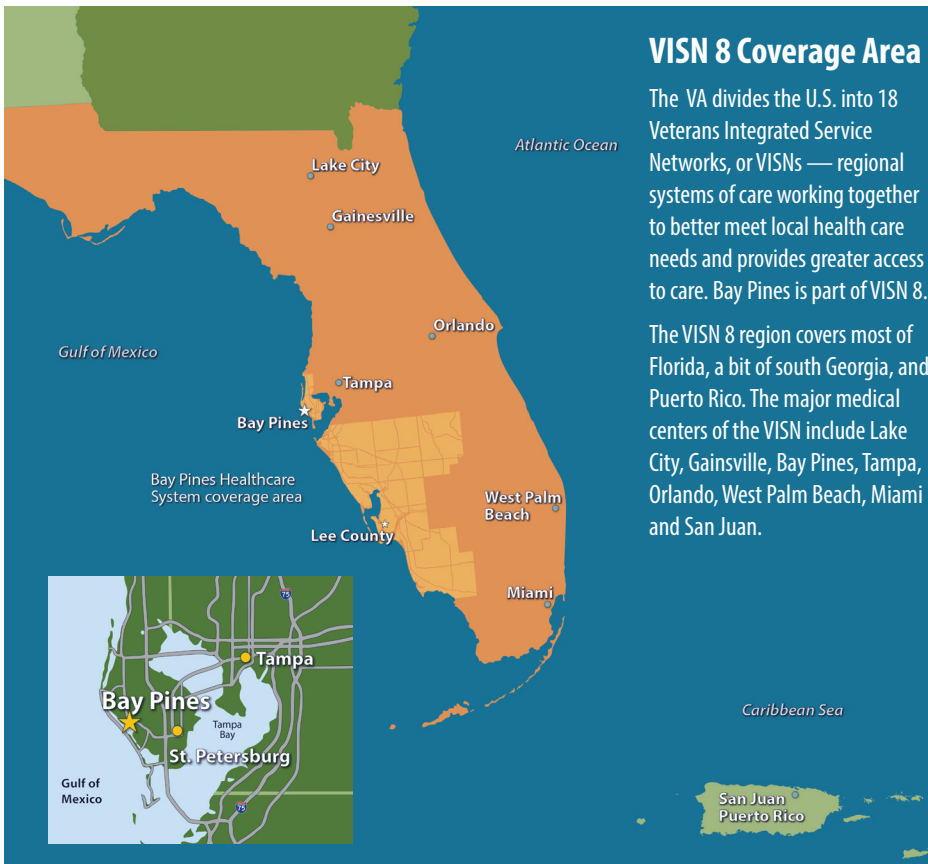 VISN 8 Coverage Area
The VA divides the U.S. into 18
Veterans Integrated Service
Networks, or VISNs — regional
systems of care working together
to better meet local health care
needs and provides greater access
to care. Bay Pines is part of VISN 8.
The VISN 8 region covers most of
Florida, a bit of south Georgia, and
Puerto Rico. The major medical
centers of the VISN include Lake
City, Gainsville, Bay Pines, Tampa,
Orlando, West Palm Beach, Miami
and San Juan.
Atlantic Ocean
Lake City
Gainesville
Orlando
Gulf of Mexico
Tampa
Bay Pines
Bay Pines Healthcare
System coverage area
West Palm
Beach
Lee County
Miami
75
Tampa
Bay Pines
Tampa
Bay
St. Petersburg
Gulf of
Mexico
75
Caribbean Sea
San Juan
Puerto Rico